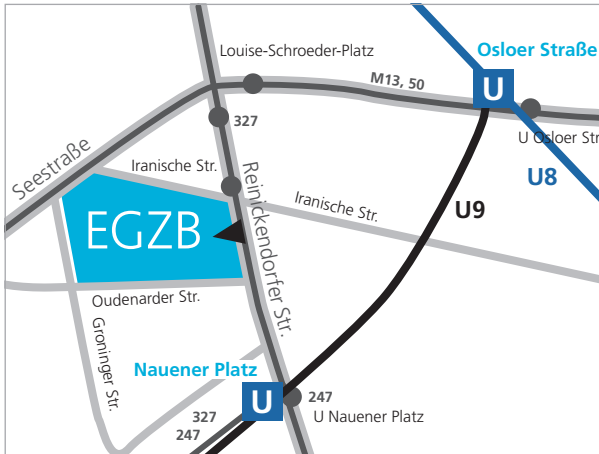 Louise-Schroeder-Platz
Osloer Straße
M13, 50
U
327
U Osloer Str
Seestraße
Iranische Str.
U8
Reinickendorfer Str.
Iranische Str.
U9
EGZB
Oudenarder Str.
Groninger Str.
Nauener Platz
U
247
327
U Nauener Platz
247